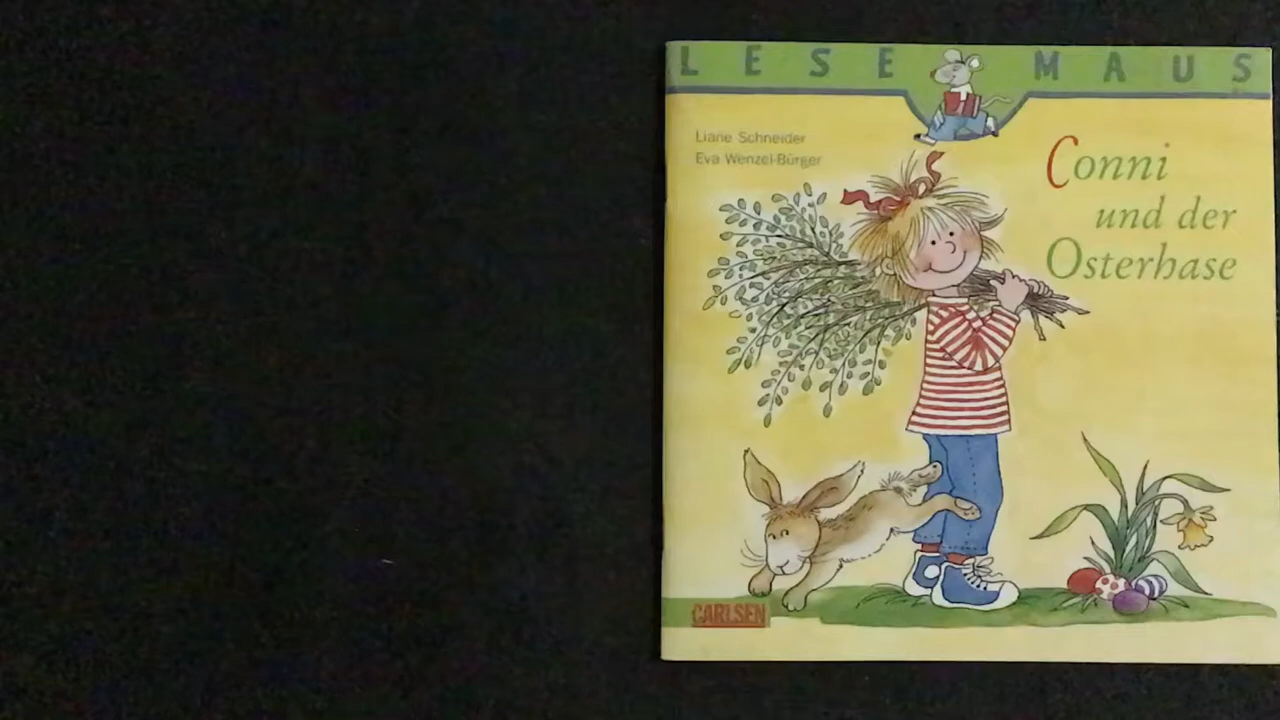 LESE MAUS
Liane Schneider
Eva Wenzel-Bürger
Conni
und der
Osterhase
CARLSEN